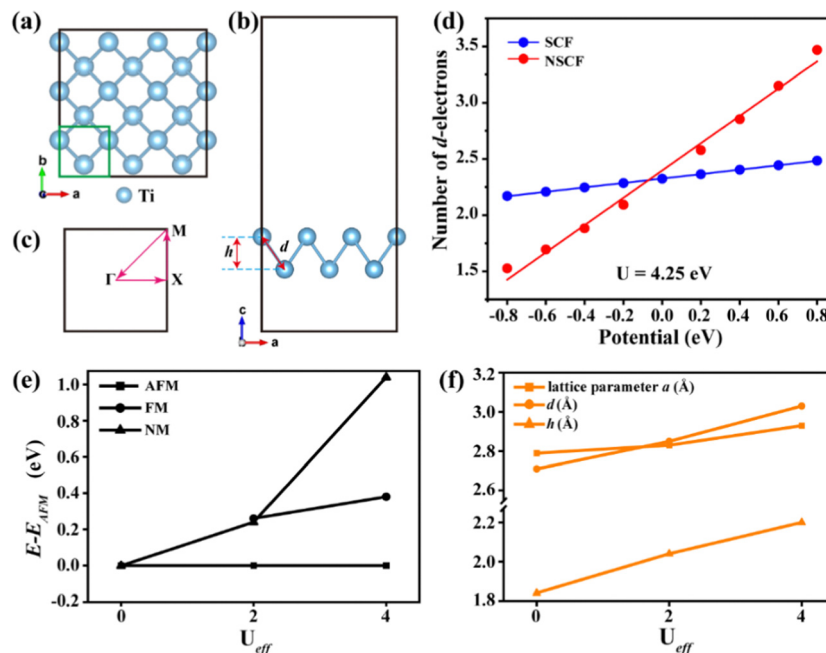 (a)
b
a
Ti
(b)
h
d
c
a
(c)
M
Γ
X
(d)
SCF
NSCF
Number of d-electrons
3.5
3.0
2.5
2.0
1.5
U = 4.25 eV
-0.8 -0.6 -0.4 -0.2 0.0 0.2 0.4 0.6 0.8
Potential (eV)
(e)
AFM
FM
NM
E-E_AFM (eV)
1.0
0.8
0.6
0.4
0.2
0.0
-0.2
0 2 4
U_eff
(f)
lattice parameter a (Å)
d (Å)
h (Å)
3.2
3.0
2.8
2.6
2.2
2.0
1.8
0 2 4
U_eff